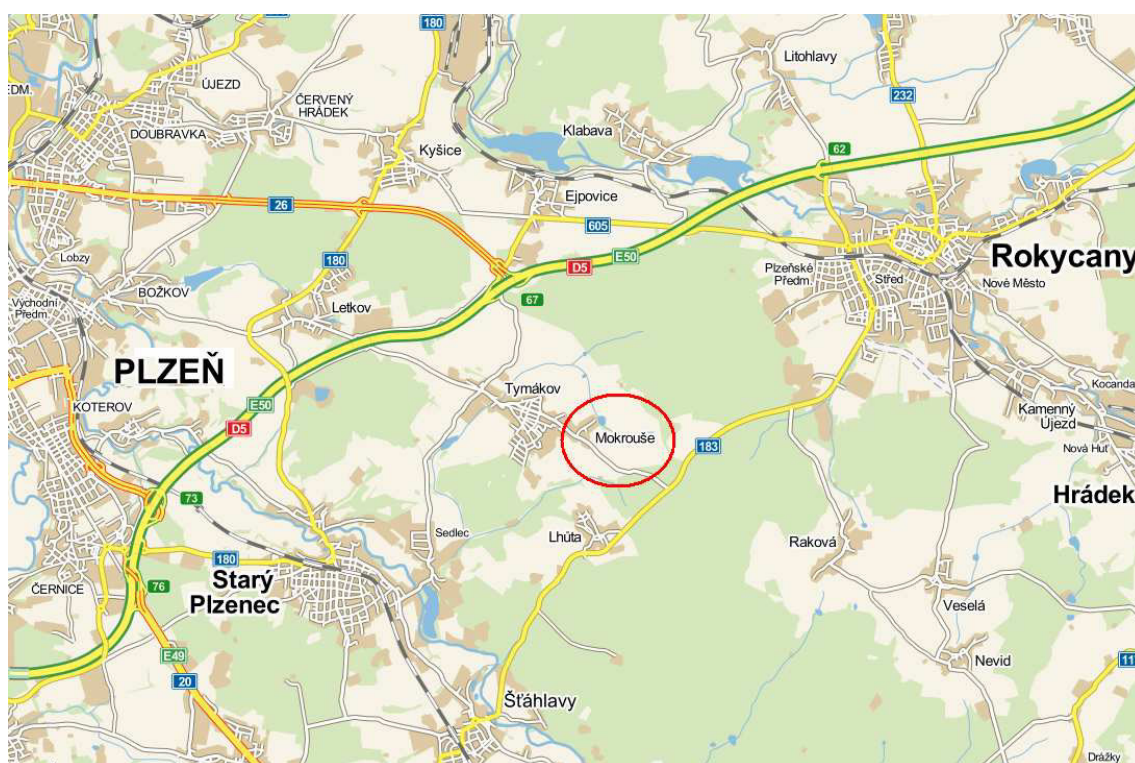 180
Litohlavy
EDM.
ÚJEZD
232
ČERVENÝ
HRÁDEK
DOUBRAVKA
Klabava
Kyšice
62
Ejpovice
26
605
Rokycany
E50
Lobzy
180
D5
Plzeňské
Předm.
Střed
Nové Město
BOŽKOV
67
Východní
Předm.
Letkov
PLZEŇ
Tymákov
Kocanda
KOTEROV
E50
Kamenný
Újezd
D5
Mokrouše
183
Nová Huť
73
Hrádek
Sedlec
Lhůta
Raková
180
Starý
Plzenec
76
ČERNICE
Veselá
E49
Nevid
11
20
Šťáhlavy
Drážky